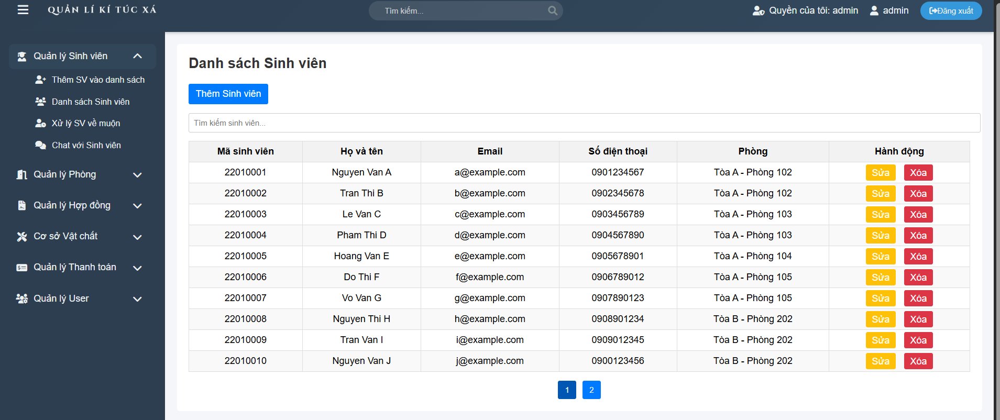 QUẢN LÍ KÍ TÚC XÁ
Tìm kiếm...
Quyền của tôi: admin
admin
Đăng xuất
Quản lý Sinh viên
Thêm SV vào danh sách
Danh sách Sinh viên
Xử lý SV về muộn
Chat với Sinh viên
Quản lý Phòng
Quản lý Hợp đồng
Cơ sở Vật chất
Quản lý Thanh toán
Quản lý User
Danh sách Sinh viên
Thêm Sinh viên
Tìm kiếm sinh viên...
Mã sinh viên Họ và tên Email Số điện thoại Phòng Hành động
22010001 Nguyen Van A a@example.com 0901234567 Tòa A - Phòng 102 Sửa Xóa
22010002 Tran Thi B b@example.com 0902345678 Tòa A - Phòng 102 Sửa Xóa
22010003 Le Van C c@example.com 0903456789 Tòa A - Phòng 103 Sửa Xóa
22010004 Pham Thi D d@example.com 0904567890 Tòa A - Phòng 103 Sửa Xóa
22010005 Hoang Van E e@example.com 0905678901 Tòa A - Phòng 104 Sửa Xóa
22010006 Do Thi F f@example.com 0906789012 Tòa A - Phòng 105 Sửa Xóa
22010007 Vo Van G g@example.com 0907890123 Tòa A - Phòng 105 Sửa Xóa
22010008 Nguyen Thi H h@example.com 0908901234 Tòa B - Phòng 202 Sửa Xóa
22010009 Tran Van I i@example.com 0909012345 Tòa B - Phòng 202 Sửa Xóa
22010010 Nguyen Van J j@example.com 0900123456 Tòa B - Phòng 202 Sửa Xóa
1 2